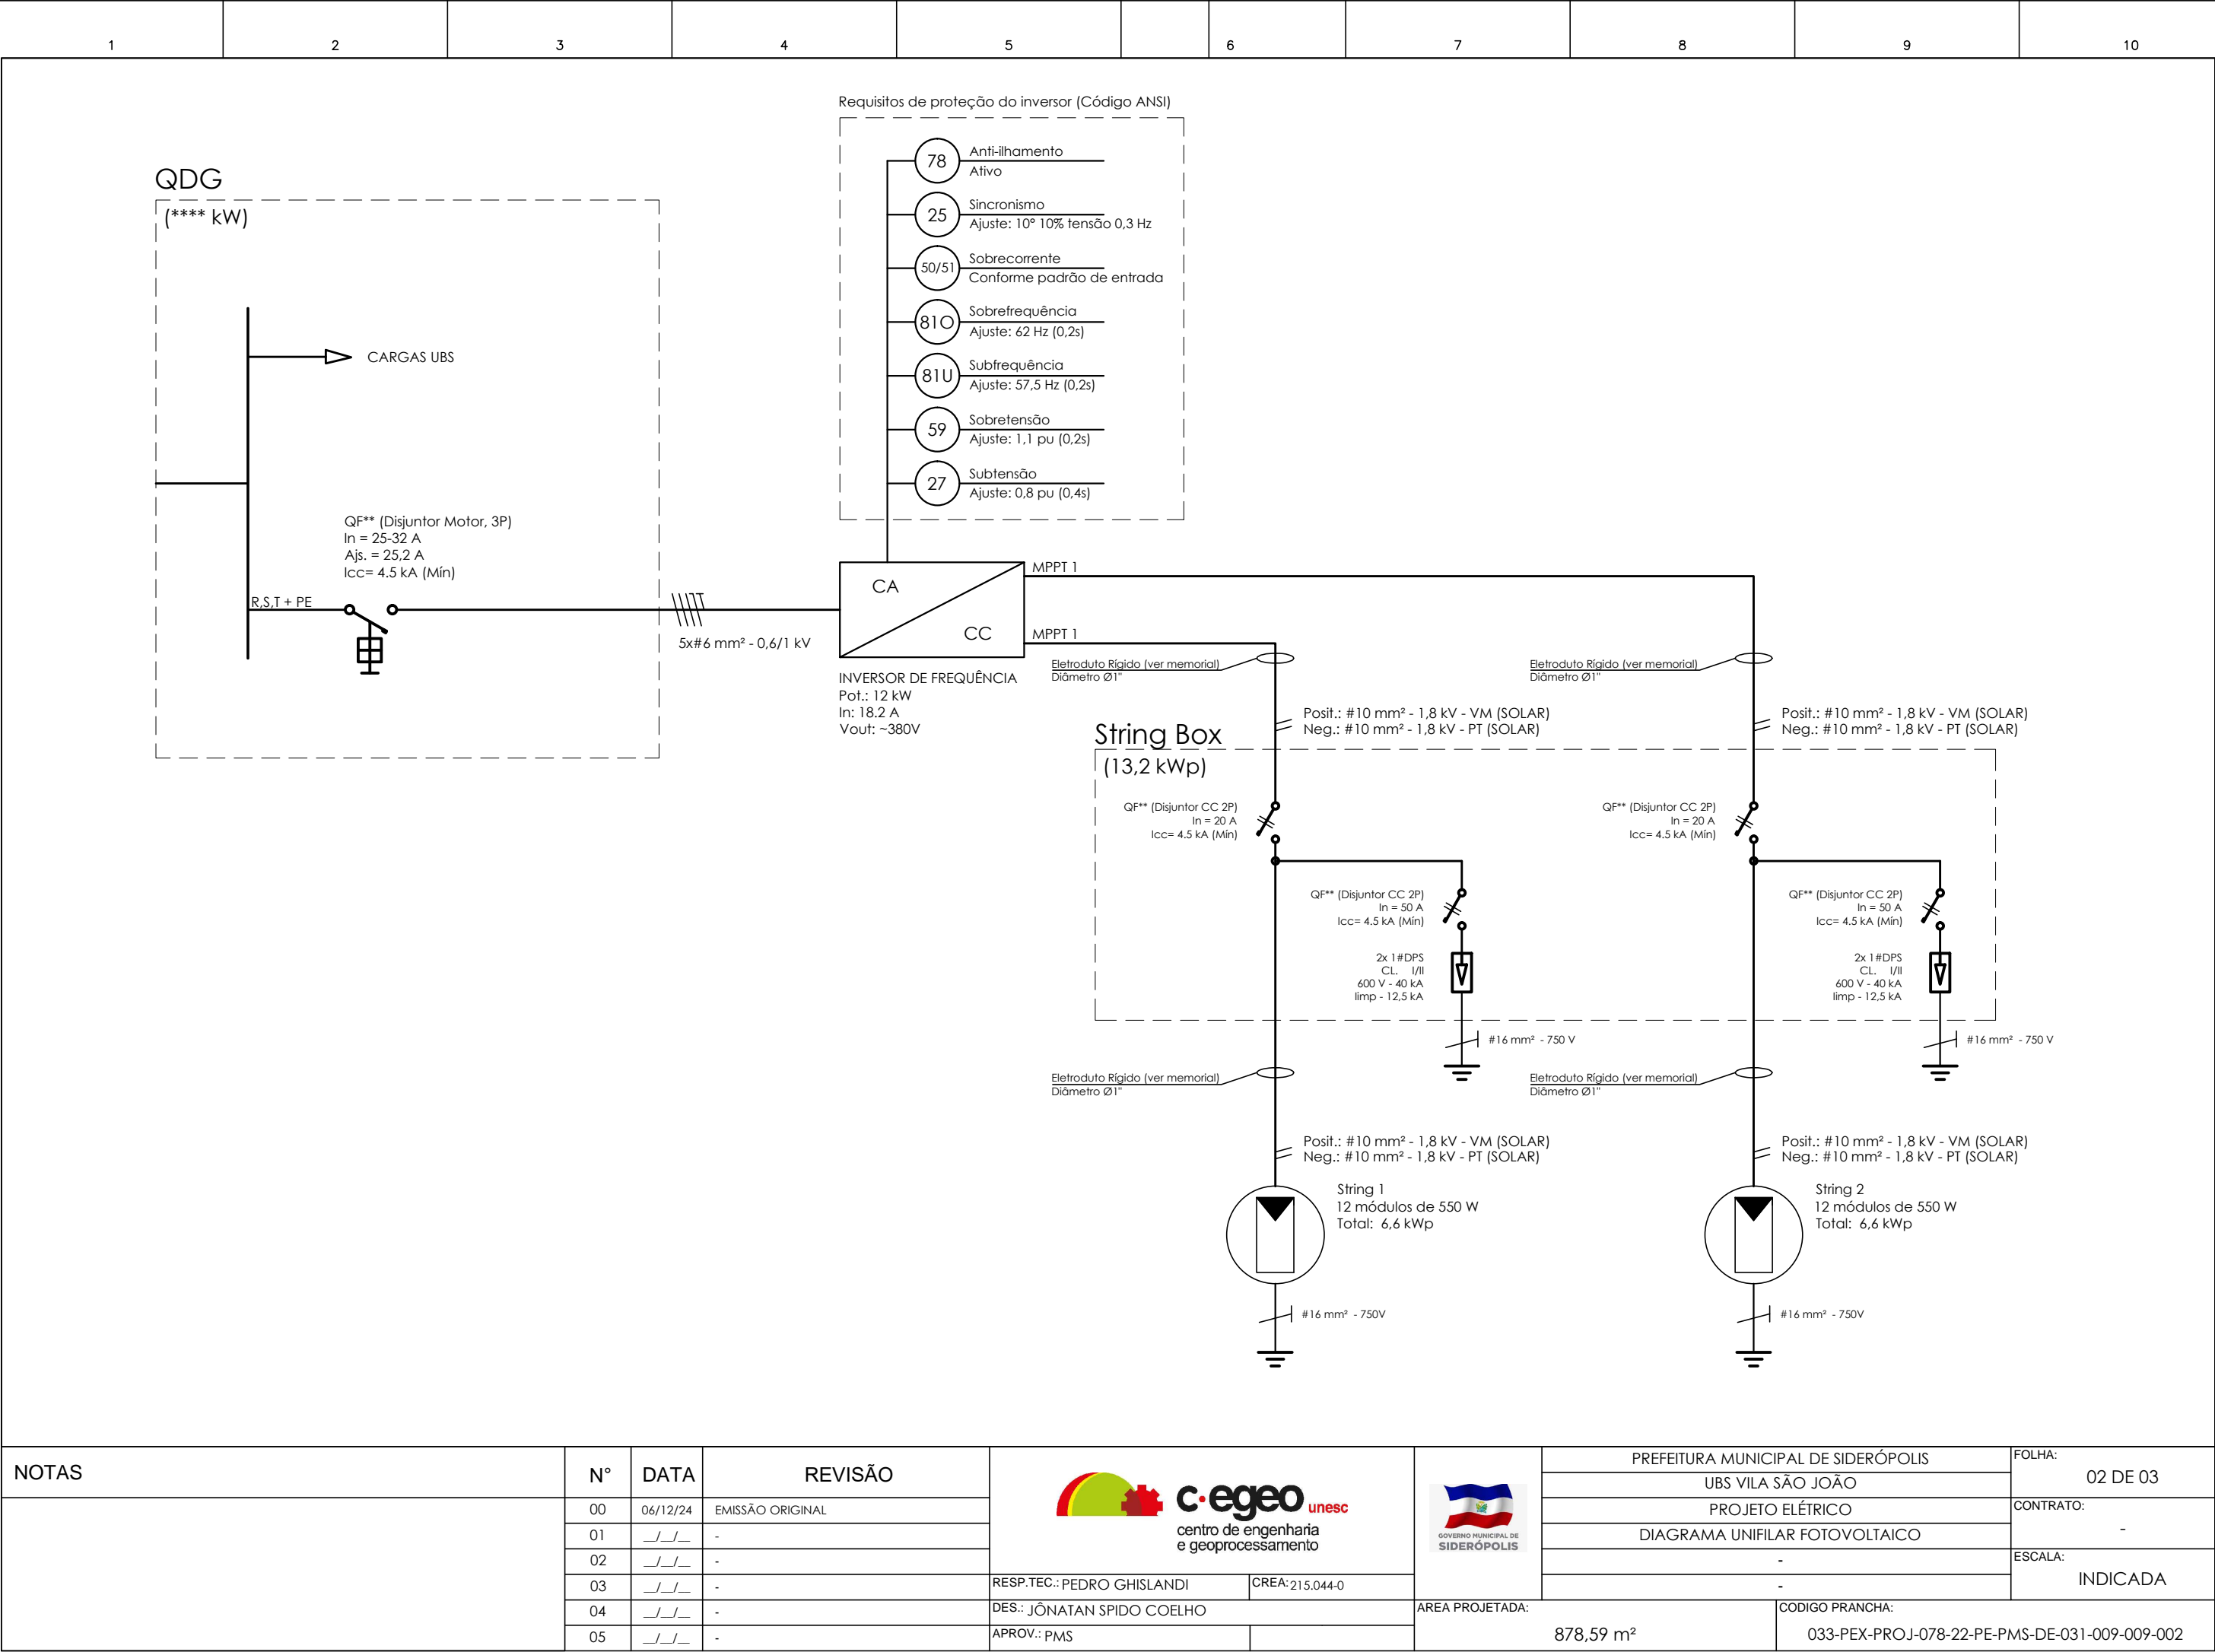 1 2 3 4 5 6 7 8 9 10
Requisitos de proteção do inversor (Código ANSI)
78 Anti-ilhamento
Ativo
25 Sincronismo
Ajuste: 10° 10% tensão 0,3 Hz
50/51 Sobrecorrente
Conforme padrão de entrada
81O Sobrefrequência
Ajuste: 62 Hz (0,2s)
81U Subfrequência
Ajuste: 57,5 Hz (0,2s)
59 Sobretensão
Ajuste: 1,1 pu (0,2s)
27 Subtensão
Ajuste: 0,8 pu (0,4s)
QDG
(**** kW)
CARGAS UBS
QF** (Disjuntor Motor, 3P)
In = 25-32 A
Ajs. = 25,2 A
Icc= 4.5 kA (Mín)
R,S,T + PE
5x#6 mm² - 0,6/1 kV
CA
CC
INVERSOR DE FREQUÊNCIA
Pot.: 12 kW
In: 18.2 A
Vout: ~380V
MPPT 1
MPPT 1
Eletroduto Rígido (ver memorial)
Diâmetro Ø1"
Eletroduto Rígido (ver memorial)
Diâmetro Ø1"
Posit.: #10 mm² - 1,8 kV - VM (SOLAR)
Neg.: #10 mm² - 1,8 kV - PT (SOLAR)
Posit.: #10 mm² - 1,8 kV - VM (SOLAR)
Neg.: #10 mm² - 1,8 kV - PT (SOLAR)
String Box
(13,2 kWp)
QF** (Disjuntor CC 2P)
In = 20 A
Icc= 4.5 kA (Mín)
QF** (Disjuntor CC 2P)
In = 20 A
Icc= 4.5 kA (Mín)
QF** (Disjuntor CC 2P)
In = 50 A
Icc= 4.5 kA (Mín)
QF** (Disjuntor CC 2P)
In = 50 A
Icc= 4.5 kA (Mín)
2x 1#DPS
CL. I/II
600 V - 40 kA
Iimp - 12,5 kA
2x 1#DPS
CL. I/II
600 V - 40 kA
Iimp - 12,5 kA
#16 mm² - 750 V
#16 mm² - 750 V
Eletroduto Rígido (ver memorial)
Diâmetro Ø1"
Eletroduto Rígido (ver memorial)
Diâmetro Ø1"
Posit.: #10 mm² - 1,8 kV - VM (SOLAR)
Neg.: #10 mm² - 1,8 kV - PT (SOLAR)
Posit.: #10 mm² - 1,8 kV - VM (SOLAR)
Neg.: #10 mm² - 1,8 kV - PT (SOLAR)
String 1
12 módulos de 550 W
Total: 6,6 kWp
String 2
12 módulos de 550 W
Total: 6,6 kWp
#16 mm² - 750V
#16 mm² - 750V
NOTAS
N° DATA REVISÃO
00 06/12/24 EMISSÃO ORIGINAL
01 __/__/__ -
02 __/__/__ -
03 __/__/__ -
04 __/__/__ -
05 __/__/__ -
c·egeo unesc
centro de engenharia
e geoprocessamento
RESP.TEC.: PEDRO GHISLANDI CREA: 215.044-0
DES.: JÔNATAN SPIDO COELHO
APROV.: PMS
GOVERNO MUNICIPAL DE
SIDERÓPOLIS
PREFEITURA MUNICIPAL DE SIDERÓPOLIS
UBS VILA SÃO JOÃO
PROJETO ELÉTRICO
DIAGRAMA UNIFILAR FOTOVOLTAICO
-
-
FOLHA:
02 DE 03
CONTRATO:
-
ESCALA:
INDICADA
AREA PROJETADA:
878,59 m²
CODIGO PRANCHA:
033-PEX-PROJ-078-22-PE-PMS-DE-031-009-009-002